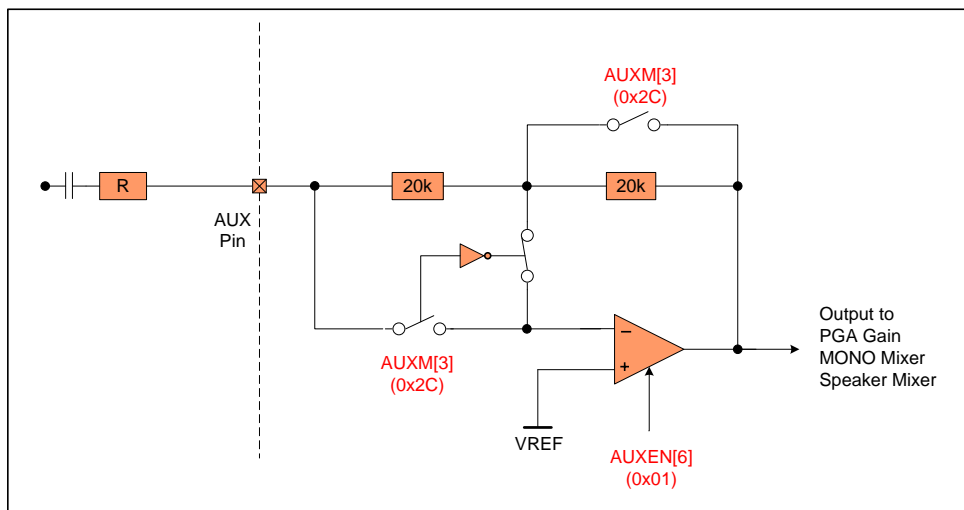 AUXM[3]
(0x2C)
R
20k
20k
AUX
Pin
AUXM[3]
(0x2C)
−
+
VREF
AUXEN[6]
(0x01)
Output to
PGA Gain
MONO Mixer
Speaker Mixer